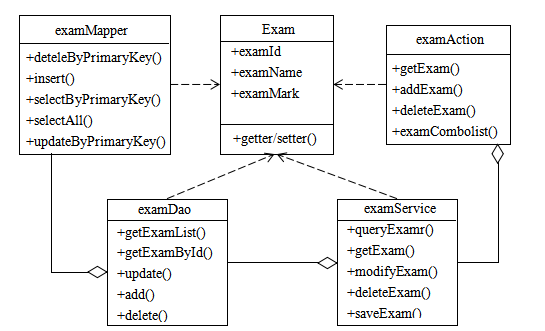 examMapper
+deteleByPrimaryKey()
+insert()
+selectByPrimaryKey()
+selectAll()
+updateByPrimaryKey()
Exam
+examId
+examName
+examMark
+getter/setter()
examAction
+getExam()
+addExam()
+deleteExam()
+examCombolist()
examDao
+getExamList()
+getExamById()
+update()
+add()
+delete()
examService
+queryExamr()
+getExam()
+modifyExam()
+deleteExam()
+saveExam()